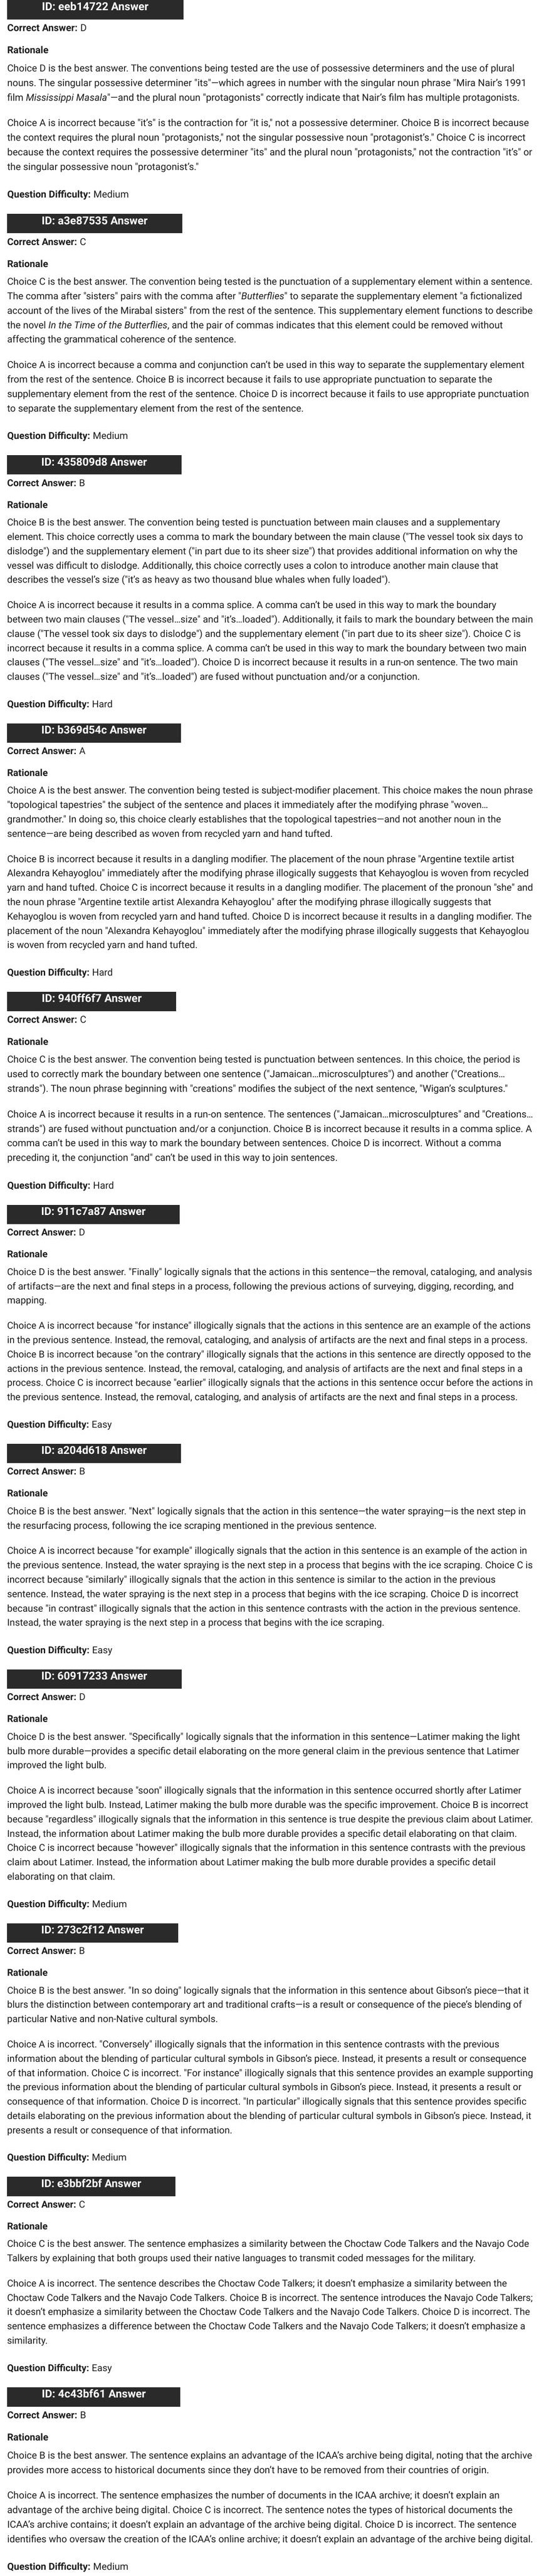 ID: eeb14722 Answer
Correct Answer: D
Rationale
Choice D is the best answer. The conventions being tested are the use of possessive determiners and the use of plural
nouns. The singular possessive determiner "its"—which agrees in number with the singular noun phrase "Mira Nair's 1991
film Mississippi Masala"—and the plural noun "protagonists" correctly indicate that Nair's film has multiple protagonists.
Choice A is incorrect because "it's" is the contraction for "it is," not a possessive determiner. Choice B is incorrect because
the context requires the plural noun "protagonists," not the singular possessive noun "protagonist's." Choice C is incorrect
because the context requires the possessive determiner "its" and the plural noun "protagonists," not the contraction "it's" or
the singular possessive noun "protagonist's."
Question Difficulty: Medium
ID: a3e87535 Answer
Correct Answer: C
Rationale
Choice C is the best answer. The convention being tested is the punctuation of a supplementary element within a sentence.
The comma after "sisters" pairs with the comma after "Butterflies" to separate the supplementary element "a fictionalized
account of the lives of the Mirabal sisters" from the rest of the sentence. This supplementary element functions to describe
the novel In the Time of the Butterflies, and the pair of commas indicates that this element could be removed without
affecting the grammatical coherence of the sentence.
Choice A is incorrect because a comma and conjunction can't be used in this way to separate the supplementary element
from the rest of the sentence. Choice B is incorrect because it fails to use appropriate punctuation to separate the
supplementary element from the rest of the sentence. Choice D is incorrect because it fails to use appropriate punctuation
to separate the supplementary element from the rest of the sentence.
Question Difficulty: Medium
ID: 435809d8 Answer
Correct Answer: B
Rationale
Choice B is the best answer. The convention being tested is punctuation between main clauses and a supplementary
element. This choice correctly uses a comma to mark the boundary between the main clause ("The vessel took six days to
dislodge") and the supplementary element ("in part due to its sheer size") that provides additional information on why the
vessel was difficult to dislodge. Additionally, this choice correctly uses a colon to introduce another main clause that
describes the vessel's size ("it's as heavy as two thousand blue whales when fully loaded").
Choice A is incorrect because it results in a comma splice. A comma can't be used in this way to mark the boundary
between two main clauses ("The vessel…size" and "it's…loaded"). Additionally, it fails to mark the boundary between the main
clause ("The vessel took six days to dislodge") and the supplementary element ("in part due to its sheer size"). Choice C is
incorrect because it results in a comma splice. A comma can't be used in this way to mark the boundary between two main
clauses ("The vessel…size" and "it's…loaded"). Choice D is incorrect because it results in a run-on sentence. The two main
clauses ("The vessel…size" and "it's…loaded") are fused without punctuation and/or a conjunction.
Question Difficulty: Hard
ID: b369d54c Answer
Correct Answer: A
Rationale
Choice A is the best answer. The convention being tested is subject-modifier placement. This choice makes the noun phrase
"topological tapestries" the subject of the sentence and places it immediately after the modifying phrase "woven…
grandmother." In doing so, this choice clearly establishes that the topological tapestries—and not another noun in the
sentence—are being described as woven from recycled yarn and hand tufted.
Choice B is incorrect because it results in a dangling modifier. The placement of the noun phrase "Argentine textile artist
Alexandra Kehayoglou" immediately after the modifying phrase illogically suggests that Kehayoglou is woven from recycled
yarn and hand tufted. Choice C is incorrect because it results in a dangling modifier. The placement of the pronoun "she" and
the noun phrase "Argentine textile artist Alexandra Kehayoglou" after the modifying phrase illogically suggests that
Kehayoglou is woven from recycled yarn and hand tufted. Choice D is incorrect because it results in a dangling modifier. The
placement of the noun "Alexandra Kehayoglou" immediately after the modifying phrase illogically suggests that Kehayoglou
is woven from recycled yarn and hand tufted.
Question Difficulty: Hard
ID: 940ff6f7 Answer
Correct Answer: C
Rationale
Choice C is the best answer. The convention being tested is punctuation between sentences. In this choice, the period is
used to correctly mark the boundary between one sentence ("Jamaican…microsculptures") and another ("Creations…
strands"). The noun phrase beginning with "creations" modifies the subject of the next sentence, "Wigan's sculptures."
Choice A is incorrect because it results in a run-on sentence. The sentences ("Jamaican…microsculptures" and "Creations…
strands") are fused without punctuation and/or a conjunction. Choice B is incorrect because it results in a comma splice. A
comma can't be used in this way to mark the boundary between sentences. Choice D is incorrect. Without a comma
preceding it, the conjunction "and" can't be used in this way to join sentences.
Question Difficulty: Hard
ID: 911c7a87 Answer
Correct Answer: D
Rationale
Choice D is the best answer. "Finally" logically signals that the actions in this sentence—the removal, cataloging, and analysis
of artifacts—are the next and final steps in a process, following the previous actions of surveying, digging, recording, and
mapping.
Choice A is incorrect because "for instance" illogically signals that the actions in this sentence are an example of the actions
in the previous sentence. Instead, the removal, cataloging, and analysis of artifacts are the next and final steps in a process.
Choice B is incorrect because "on the contrary" illogically signals that the actions in this sentence are directly opposed to the
actions in the previous sentence. Instead, the removal, cataloging, and analysis of artifacts are the next and final steps in a
process. Choice C is incorrect because "earlier" illogically signals that the actions in this sentence occur before the actions in
the previous sentence. Instead, the removal, cataloging, and analysis of artifacts are the next and final steps in a process.
Question Difficulty: Easy
ID: a204d618 Answer
Correct Answer: B
Rationale
Choice B is the best answer. "Next" logically signals that the action in this sentence—the water spraying—is the next step in
the resurfacing process, following the ice scraping mentioned in the previous sentence.
Choice A is incorrect because "for example" illogically signals that the action in this sentence is an example of the action in
the previous sentence. Instead, the water spraying is the next step in a process that begins with the ice scraping. Choice C is
incorrect because "similarly" illogically signals that the action in this sentence is similar to the action in the previous
sentence. Instead, the water spraying is the next step in a process that begins with the ice scraping. Choice D is incorrect
because "in contrast" illogically signals that the action in this sentence contrasts with the action in the previous sentence.
Instead, the water spraying is the next step in a process that begins with the ice scraping.
Question Difficulty: Easy
ID: 60917233 Answer
Correct Answer: D
Rationale
Choice D is the best answer. "Specifically" logically signals that the information in this sentence—Latimer making the light
bulb more durable—provides a specific detail elaborating on the more general claim in the previous sentence that Latimer
improved the light bulb.
Choice A is incorrect because "soon" illogically signals that the information in this sentence occurred shortly after Latimer
improved the light bulb. Instead, Latimer making the bulb more durable was the specific improvement. Choice B is incorrect
because "regardless" illogically signals that the information in this sentence is true despite the previous claim about Latimer.
Instead, the information about Latimer making the bulb more durable provides a specific detail elaborating on that claim.
Choice C is incorrect because "however" illogically signals that the information in this sentence contrasts with the previous
claim about Latimer. Instead, the information about Latimer making the bulb more durable provides a specific detail
elaborating on that claim.
Question Difficulty: Medium
ID: 273c2f12 Answer
Correct Answer: B
Rationale
Choice B is the best answer. "In so doing" logically signals that the information in this sentence about Gibson's piece—that it
blurs the distinction between contemporary art and traditional crafts—is a result or consequence of the piece's blending of
particular Native and non-Native cultural symbols.
Choice A is incorrect. "Conversely" illogically signals that the information in this sentence contrasts with the previous
information about the blending of particular cultural symbols in Gibson's piece. Instead, it presents a result or consequence
of that information. Choice C is incorrect. "For instance" illogically signals that this sentence provides an example supporting
the previous information about the blending of particular cultural symbols in Gibson's piece. Instead, it presents a result or
consequence of that information. Choice D is incorrect. "In particular" illogically signals that this sentence provides specific
details elaborating on the previous information about the blending of particular cultural symbols in Gibson's piece. Instead, it
presents a result or consequence of that information.
Question Difficulty: Medium
ID: e3bbf2bf Answer
Correct Answer: C
Rationale
Choice C is the best answer. The sentence emphasizes a similarity between the Choctaw Code Talkers and the Navajo Code
Talkers by explaining that both groups used their native languages to transmit coded messages for the military.
Choice A is incorrect. The sentence describes the Choctaw Code Talkers; it doesn't emphasize a similarity between the
Choctaw Code Talkers and the Navajo Code Talkers. Choice B is incorrect. The sentence introduces the Navajo Code Talkers;
it doesn't emphasize a similarity between the Choctaw Code Talkers and the Navajo Code Talkers. Choice D is incorrect. The
sentence emphasizes a difference between the Choctaw Code Talkers and the Navajo Code Talkers; it doesn't emphasize a
similarity.
Question Difficulty: Easy
ID: 4c43bf61 Answer
Correct Answer: B
Rationale
Choice B is the best answer. The sentence explains an advantage of the ICAA's archive being digital, noting that the archive
provides more access to historical documents since they don't have to be removed from their countries of origin.
Choice A is incorrect. The sentence emphasizes the number of documents in the ICAA archive; it doesn't explain an
advantage of the archive being digital. Choice C is incorrect. The sentence notes the types of historical documents the
ICAA's archive contains; it doesn't explain an advantage of the archive being digital. Choice D is incorrect. The sentence
identifies who oversaw the creation of the ICAA's online archive; it doesn't explain an advantage of the archive being digital.
Question Difficulty: Medium